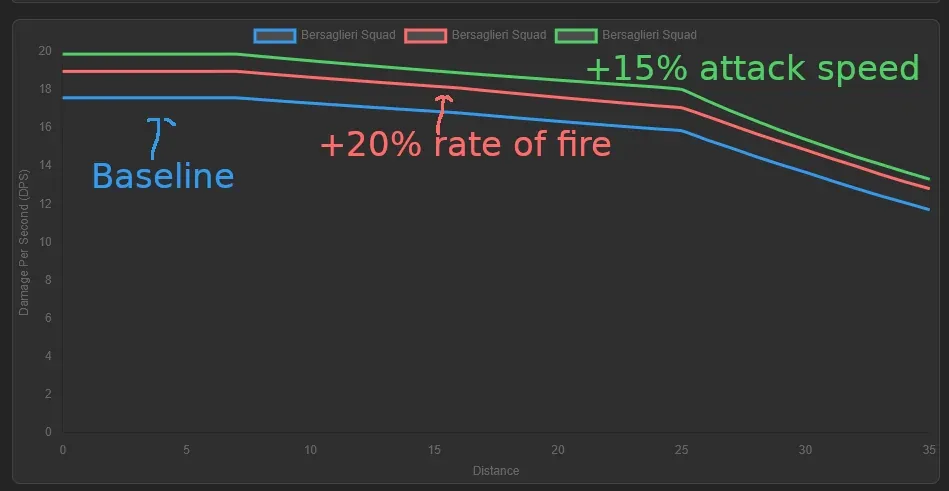 Bersaglieri Squad Bersaglieri Squad Bersaglieri Squad
20
+15% attack speed
18
16
+20% rate of fire
14
Baseline
12
10
8
6
4
2
0
Damage Per Second (DPS)
0 5 10 15 20 25 30 35
Distance